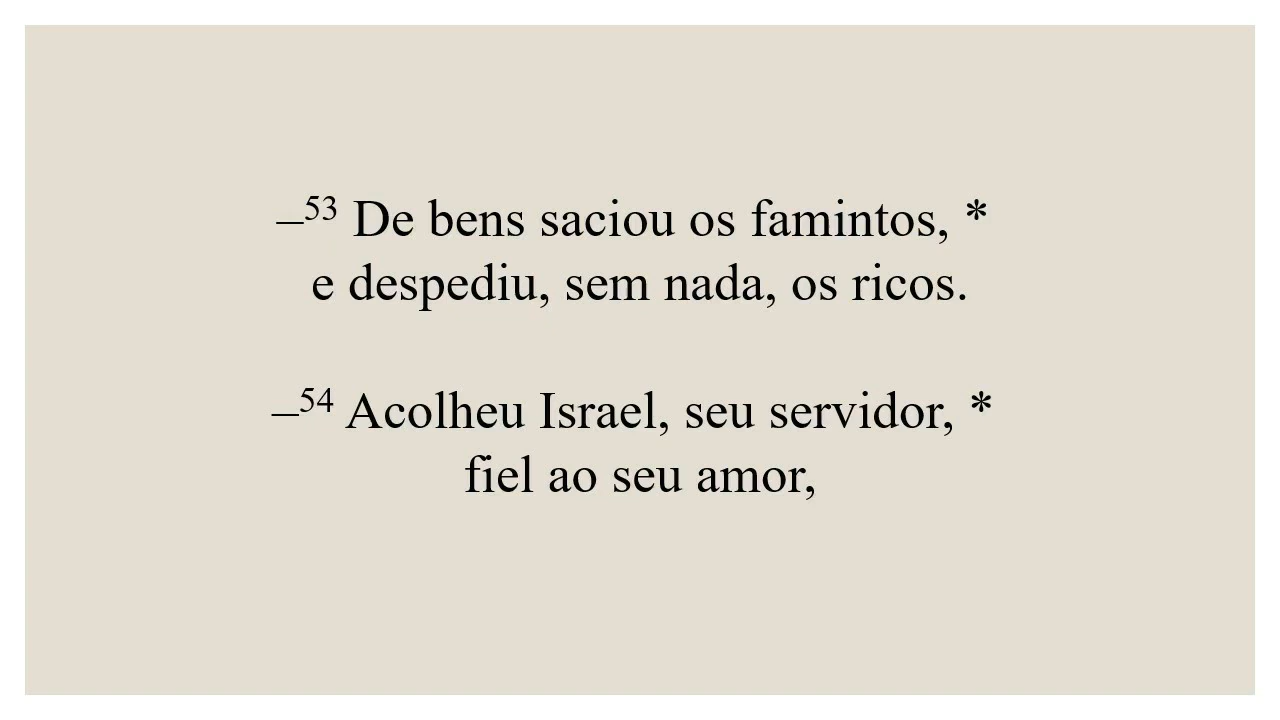 –53 De bens saciou os famintos, *
e despediu, sem nada, os ricos.
–54 Acolheu Israel, seu servidor, *
fiel ao seu amor,